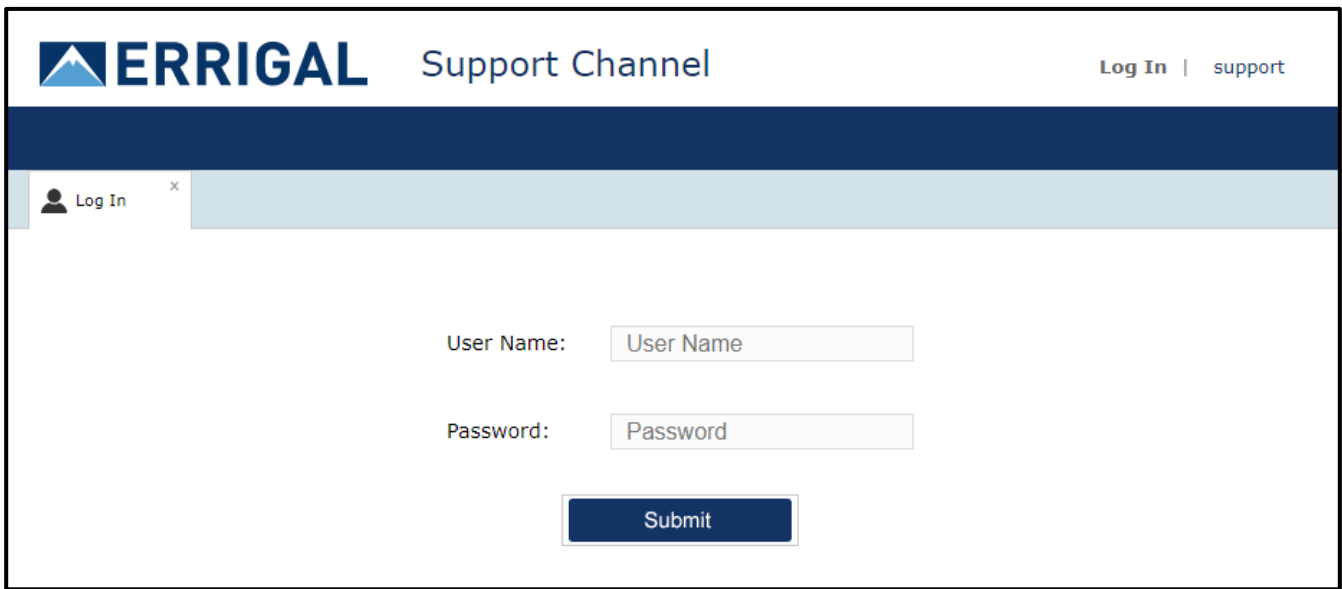 ERRIGAL Support Channel Log In | support
Log In x
User Name: User Name
Password: Password
Submit